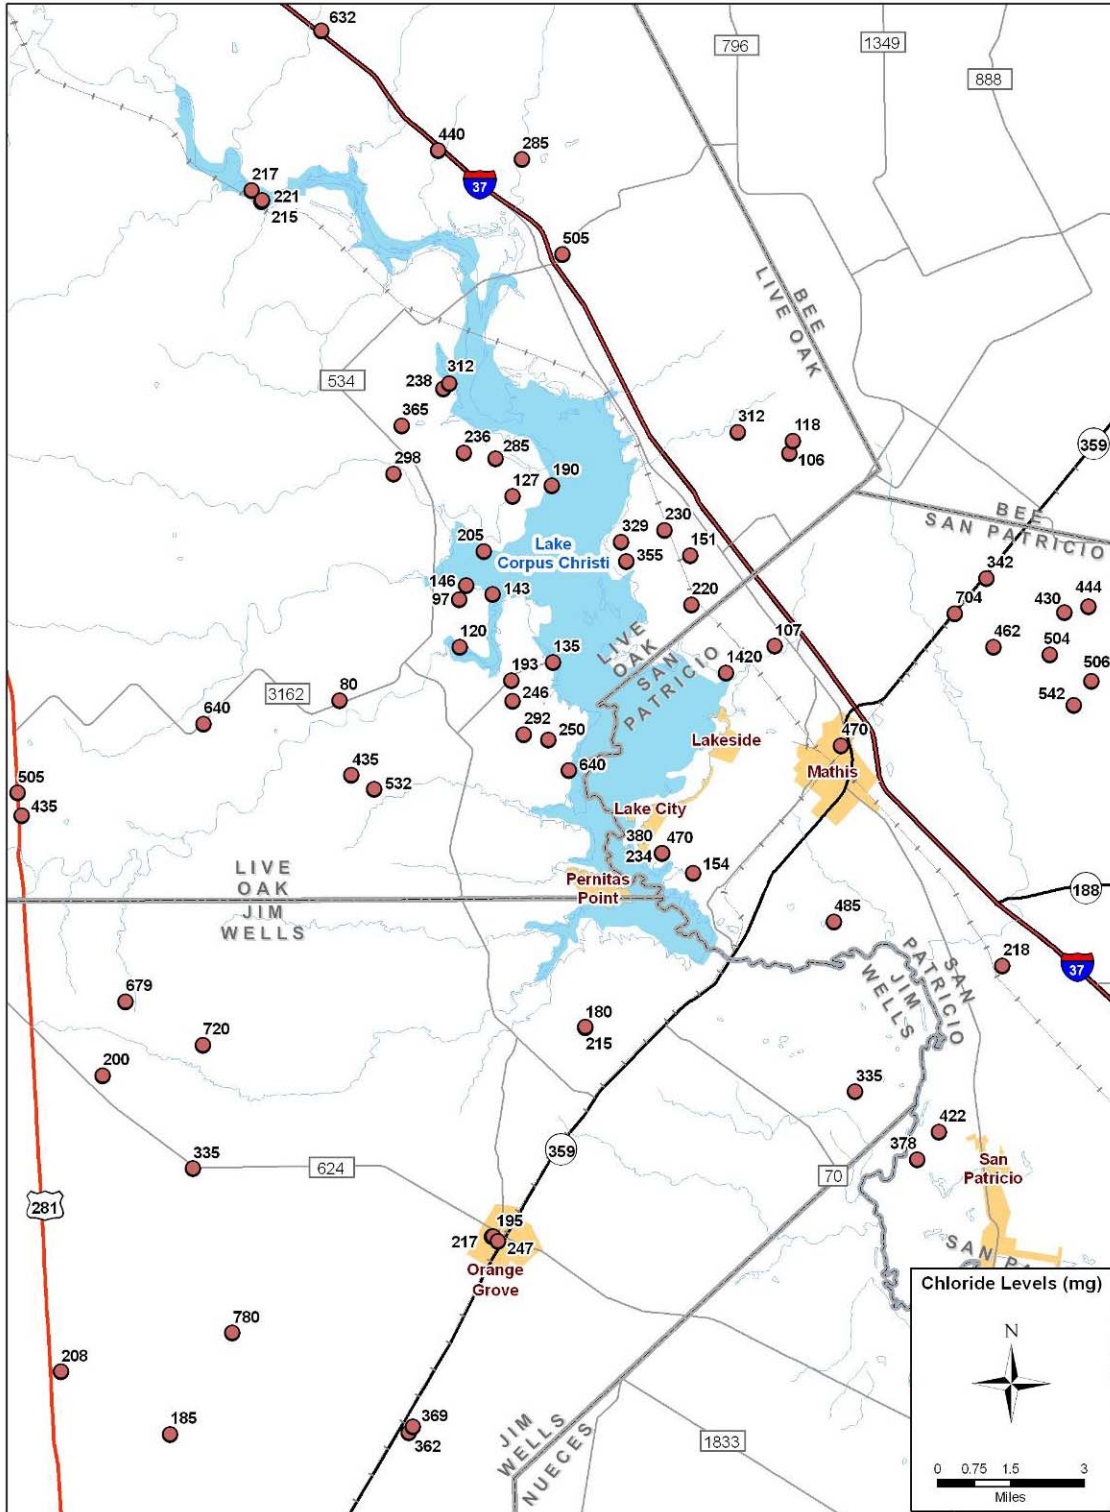 632
796
1349
888
440
285
37
217
221
215
505
BEE
LIVE OAK
312
238
534
365
312
118
106
359
236
285
298
190
127
BEE
SAN PATRICIO
230
329
151
205
Lake
Corpus Christi
355
342
146
143
97
220
704
430
444
120
107
462
504
135
LIVE
OAK
SAN
PATRICIO
1420
506
193
3162
80
246
542
640
292
250
Lakeside
470
435
640
Mathis
532
505
435
Lake City
380
470
234
154
LIVE
OAK
JIM
WELLS
Pernitas
Point
188
485
SAN
PATRICIO
JIM
WELLS
218
37
679
180
215
720
200
335
422
359
378
335
624
70
San
Patricio
281
195
217
247
Orange
Grove
SAN PA
Chloride Levels (mg)
N
780
208
369
185
362
JIM
WELLS
NUECES
1833
0 0.75 1.5 3
Miles